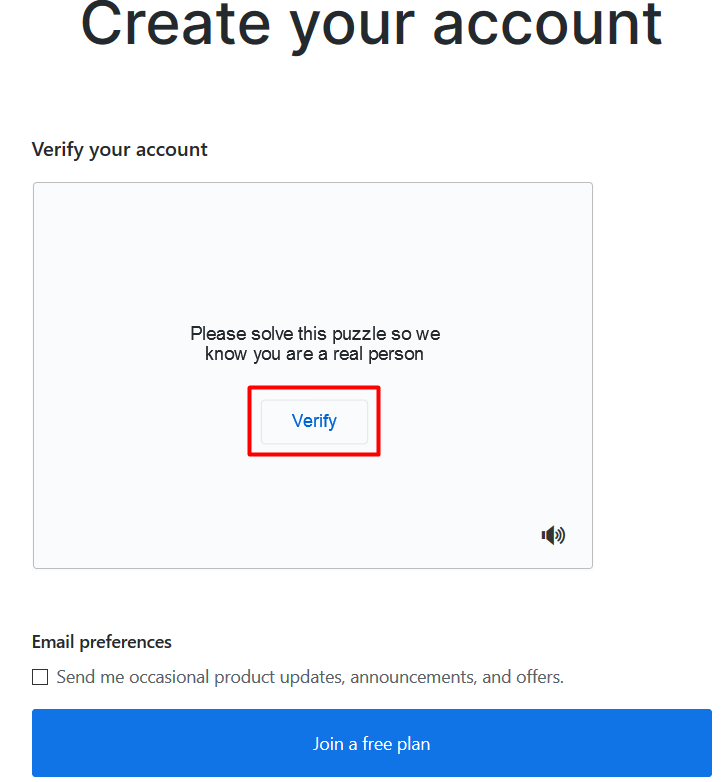 Create your account
Verify your account
Please solve this puzzle so we
know you are a real person
Verify
Email preferences
Send me occasional product updates, announcements, and offers.
Join a free plan